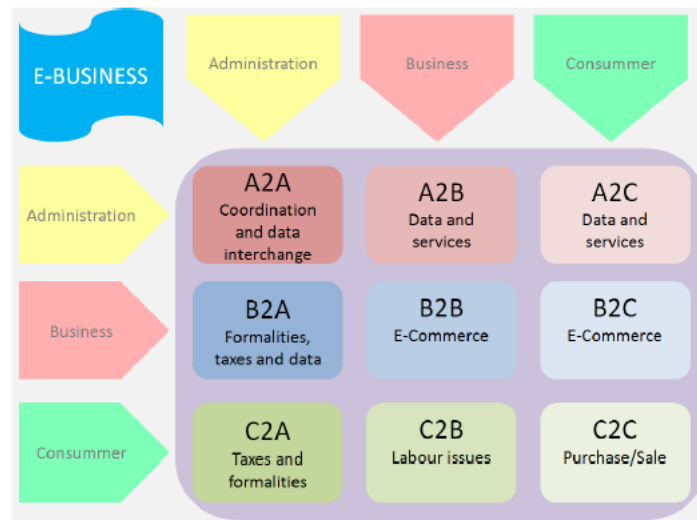 E-BUSINESS
Administration
Business
Consummer
Administration
A2A
Coordination
and data
interchange
A2B
Data and
services
A2C
Data and
services
Business
B2A
Formalities,
taxes and data
B2B
E-Commerce
B2C
E-Commerce
Consummer
C2A
Taxes and
formalities
C2B
Labour issues
C2C
Purchase/Sale